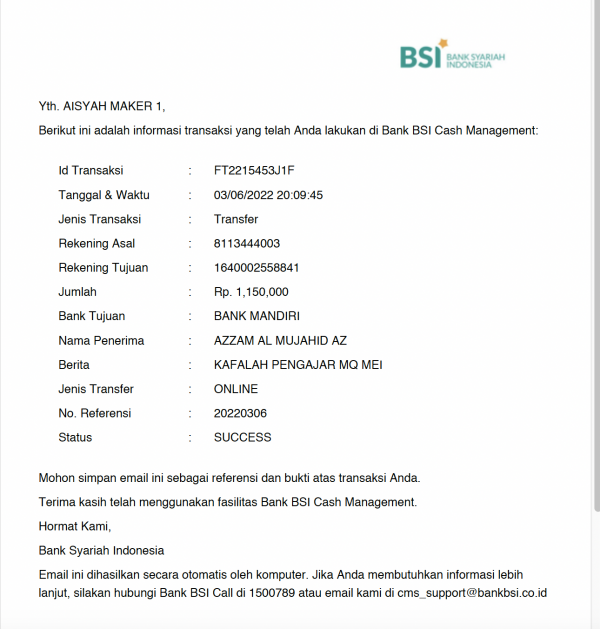 BSI BANK SYARIAH
INDONESIA
Yth. AISYAH MAKER 1,
Berikut ini adalah informasi transaksi yang telah Anda lakukan di Bank BSI Cash Management:
Id Transaksi : FT2215453J1F
Tanggal & Waktu : 03/06/2022 20:09:45
Jenis Transaksi : Transfer
Rekening Asal : 8113444003
Rekening Tujuan : 1640002558841
Jumlah : Rp. 1,150,000
Bank Tujuan : BANK MANDIRI
Nama Penerima : AZZAM AL MUJAHID AZ
Berita : KAFALAH PENGAJAR MQ MEI
Jenis Transfer : ONLINE
No. Referensi : 20220306
Status : SUCCESS
Mohon simpan email ini sebagai referensi dan bukti atas transaksi Anda.
Terima kasih telah menggunakan fasilitas Bank BSI Cash Management.
Hormat Kami,
Bank Syariah Indonesia
Email ini dihasilkan secara otomatis oleh komputer. Jika Anda membutuhkan informasi lebih
lanjut, silakan hubungi Bank BSI Call di 1500789 atau email kami di cms_support@bankbsi.co.id